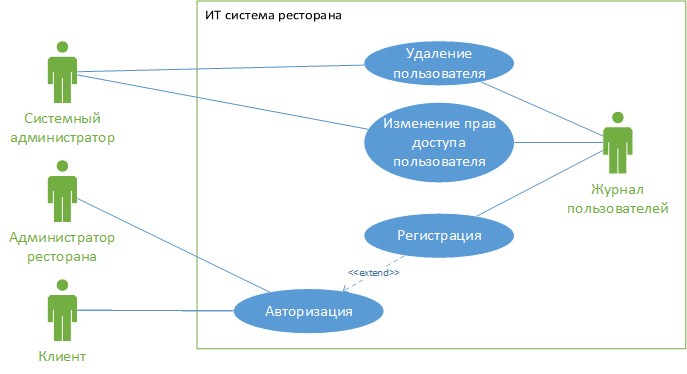 ИТ система ресторана
Удаление
пользователя
Системный
администратор
Изменение прав
доступа
пользователя
Журнал
пользователей
Администратор
ресторана
Регистрация
<<extend>>
Авторизация
Клиент